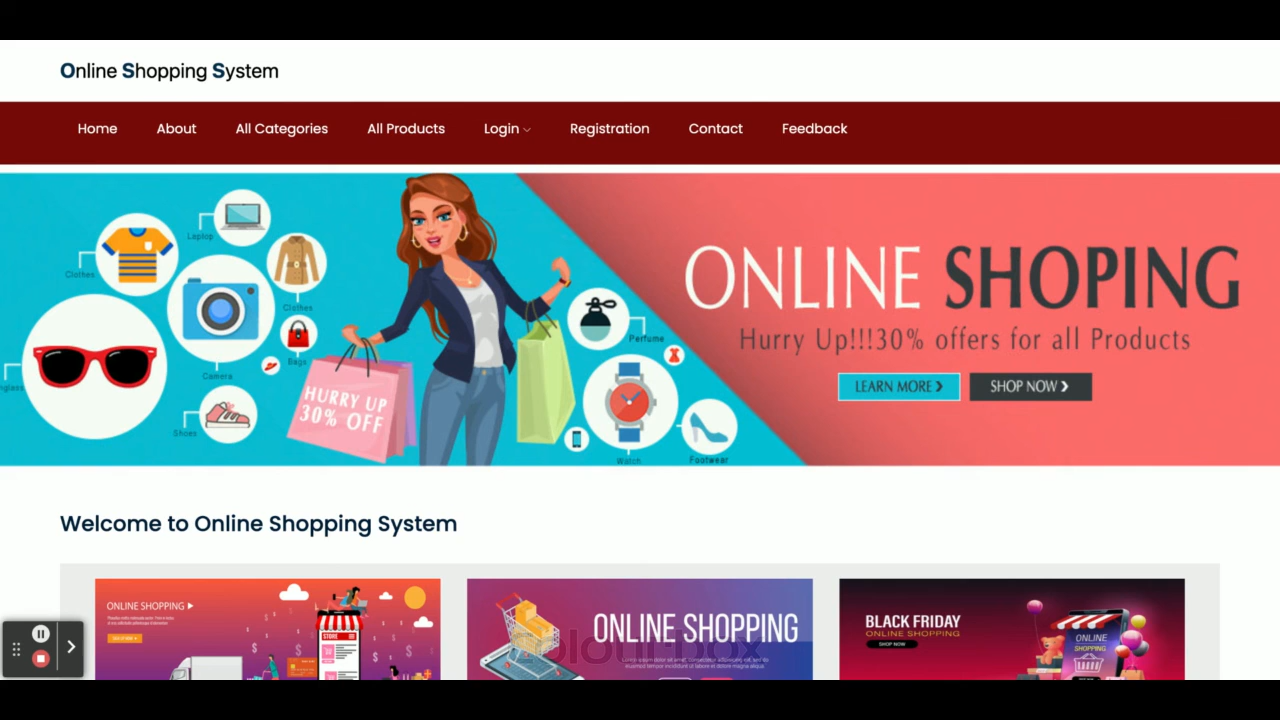 Online Shopping System
Home About All Categories All Products Login Registration Contact Feedback
Laptop
Clothes
Clothes
Bags
Camera
Shoes
HURRY UP
30% OFF
Perfume
Watch
Footwear
ONLINE SHOPING
Hurry Up!!!30% offers for all Products
LEARN MORE ❯ SHOP NOW ❯
Welcome to Online Shopping System
ONLINE SHOPPING
STORE
ONLINE SHOPPING
BLACK FRIDAY
ONLINE SHOPPING
SHOP NOW
ONLINE
SHOPPING